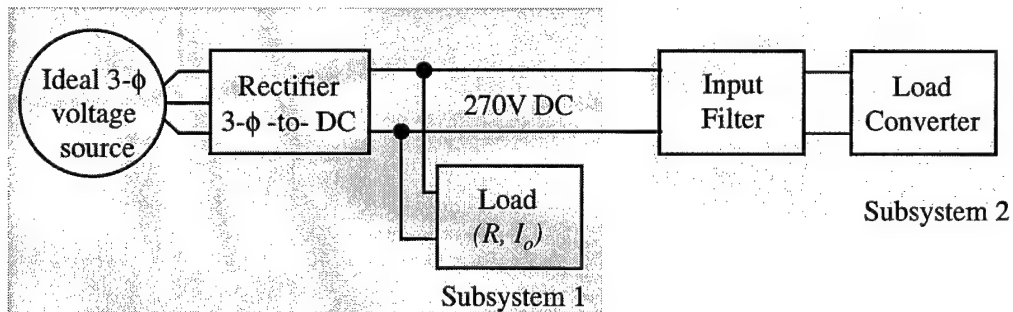 Ideal 3-ϕ
voltage
source
Rectifier
3-ϕ -to- DC
270V DC
Input
Filter
Load
Converter
Load
(R, Iₒ)
Subsystem 2
Subsystem 1